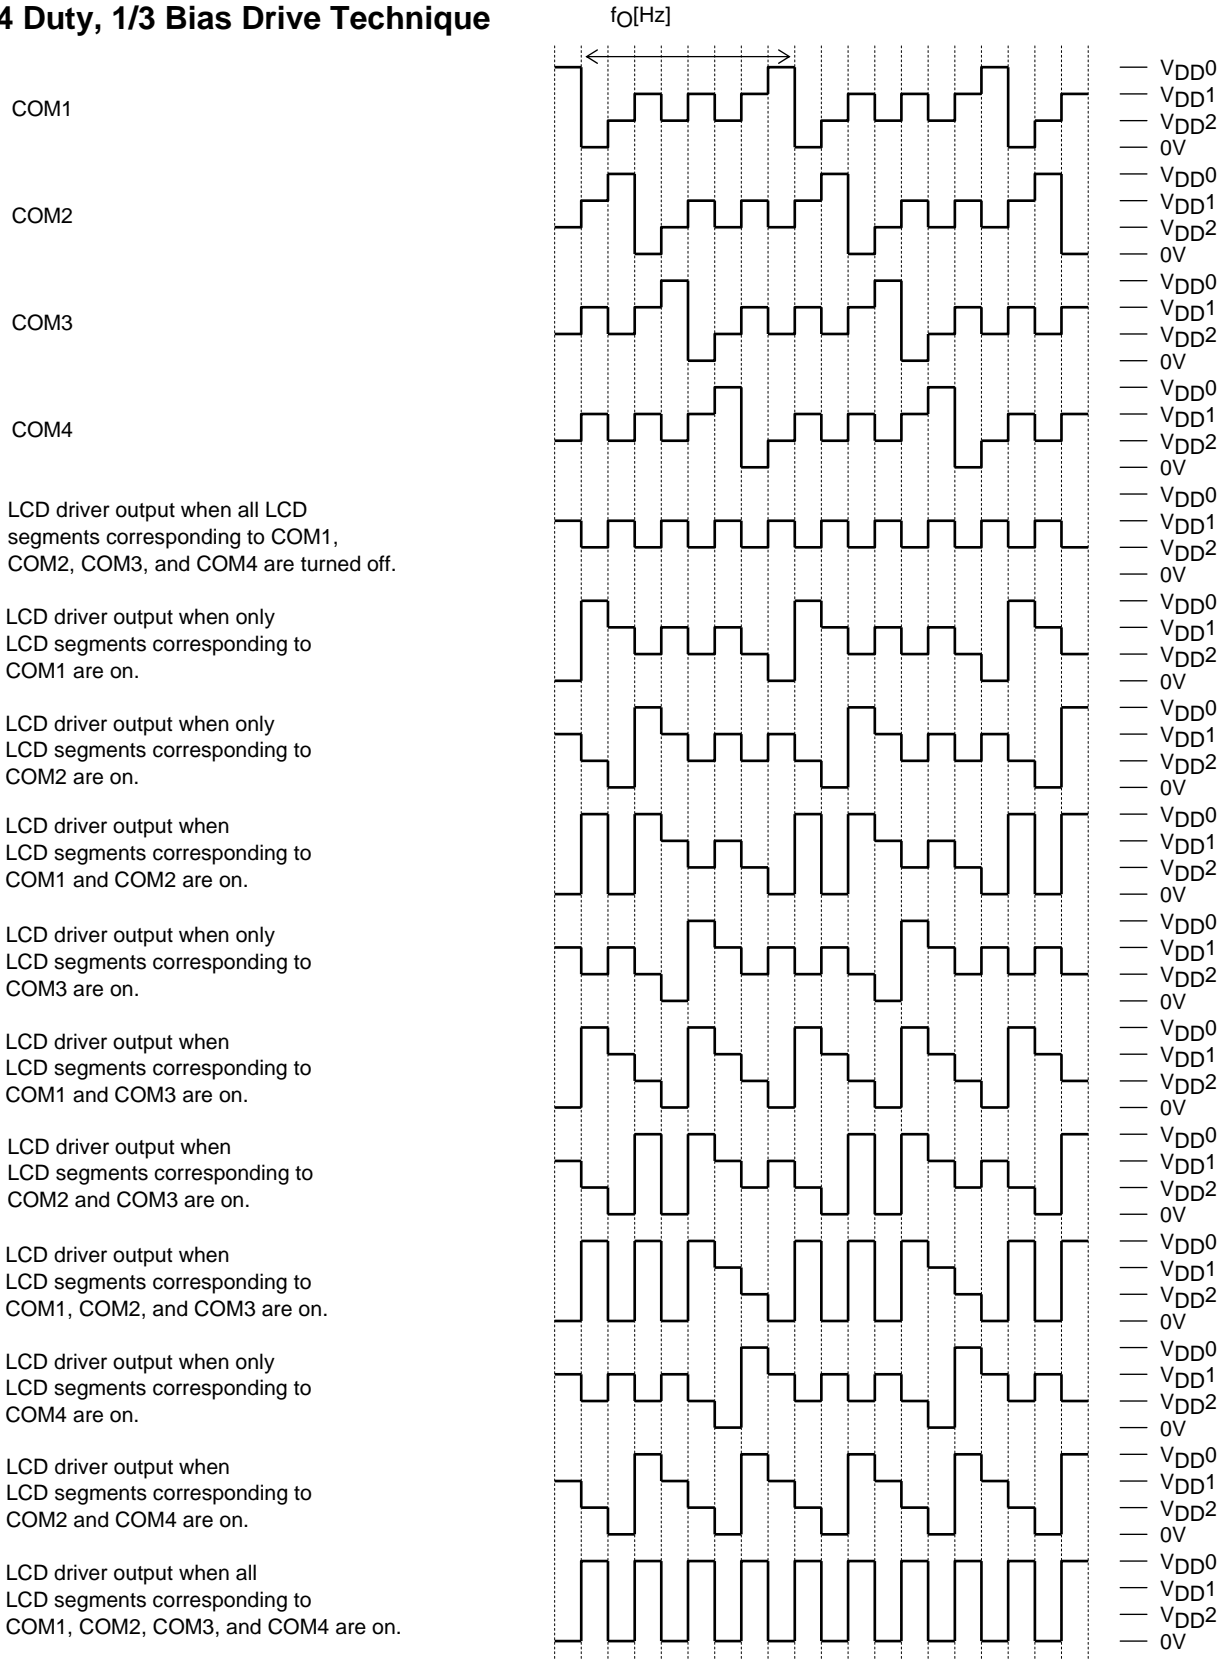 4 Duty, 1/3 Bias Drive Technique
fO[Hz]
COM1
VDD0
VDD1
VDD2
0V
COM2
VDD0
VDD1
VDD2
0V
COM3
VDD0
VDD1
VDD2
0V
COM4
VDD0
VDD1
VDD2
0V
LCD driver output when all LCD
segments corresponding to COM1,
COM2, COM3, and COM4 are turned off.
VDD0
VDD1
VDD2
0V
LCD driver output when only
LCD segments corresponding to
COM1 are on.
VDD0
VDD1
VDD2
0V
LCD driver output when only
LCD segments corresponding to
COM2 are on.
VDD0
VDD1
VDD2
0V
LCD driver output when
LCD segments corresponding to
COM1 and COM2 are on.
VDD0
VDD1
VDD2
0V
LCD driver output when only
LCD segments corresponding to
COM3 are on.
VDD0
VDD1
VDD2
0V
LCD driver output when
LCD segments corresponding to
COM1 and COM3 are on.
VDD0
VDD1
VDD2
0V
LCD driver output when
LCD segments corresponding to
COM2 and COM3 are on.
VDD0
VDD1
VDD2
0V
LCD driver output when
LCD segments corresponding to
COM1, COM2, and COM3 are on.
VDD0
VDD1
VDD2
0V
LCD driver output when only
LCD segments corresponding to
COM4 are on.
VDD0
VDD1
VDD2
0V
LCD driver output when
LCD segments corresponding to
COM2 and COM4 are on.
VDD0
VDD1
VDD2
0V
LCD driver output when all
LCD segments corresponding to
COM1, COM2, COM3, and COM4 are on.
VDD0
VDD1
VDD2
0V